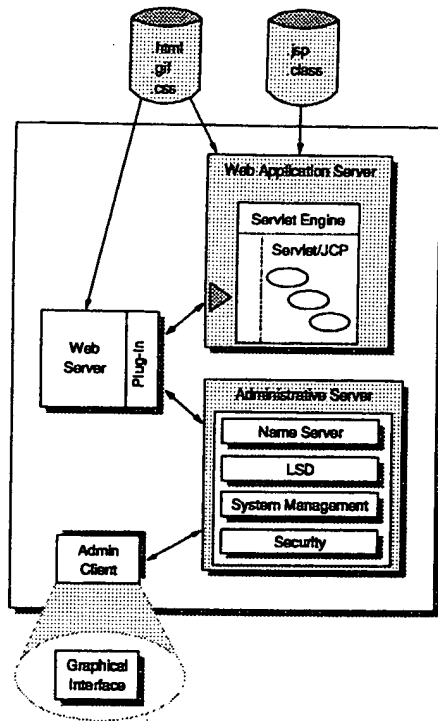 .html
.gif
.css
.jsp
.class
Web Application Server
Servlet Engine
Servlet/JCP
Web
Server
Plug-In
Administrative Server
Name Server
LSD
System Management
Security
Admin
Client
Graphical
Interface